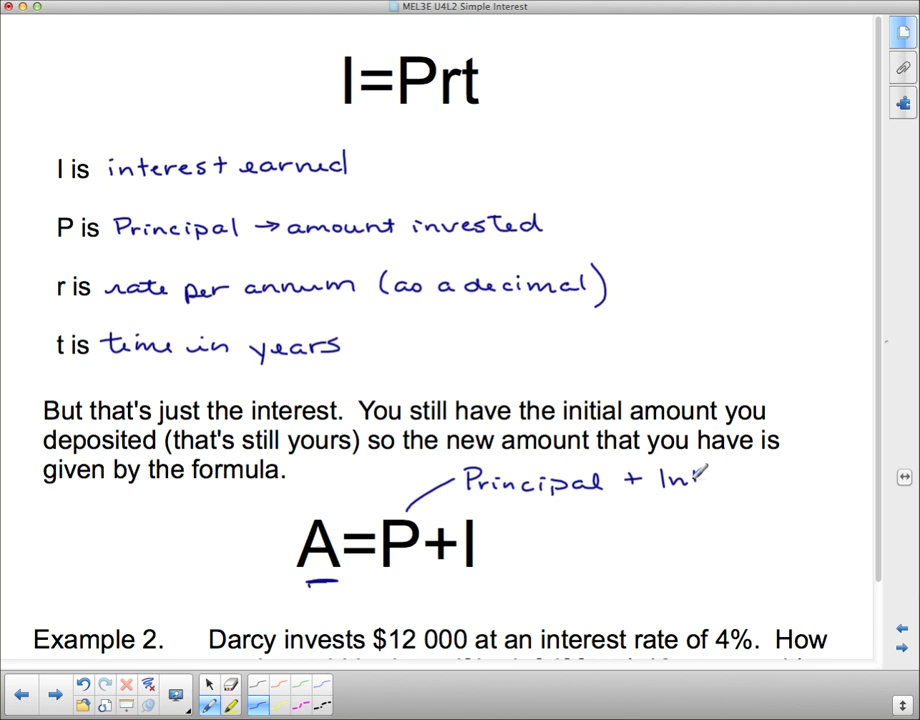 MEL3E U4L2 Simple Interest
I=Prt
I is interest earned
P is Principal → amount invested
r is rate per annum (as a decimal)
t is time in years
But that's just the interest. You still have the initial amount you
deposited (that's still yours) so the new amount that you have is
given by the formula.
Principal + Int
A=P+I
Example 2. Darcy invests $12 000 at an interest rate of 4%. How